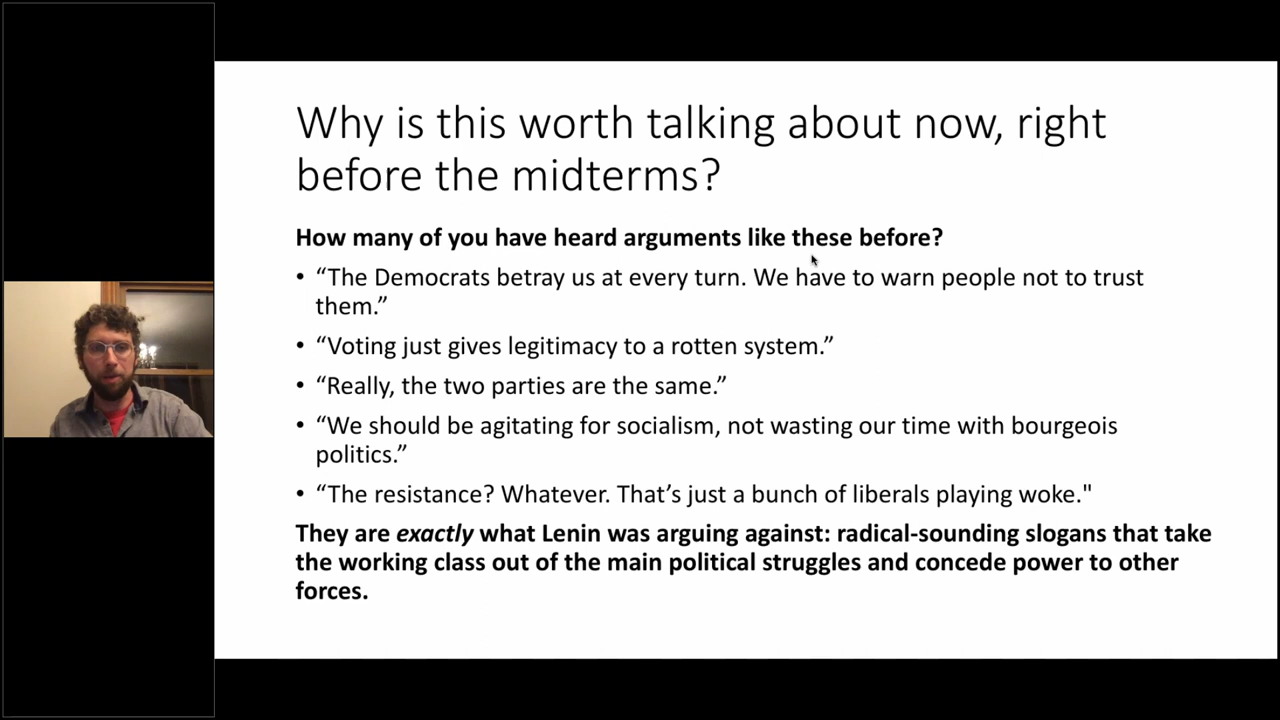 Why is this worth talking about now, right
before the midterms?
How many of you have heard arguments like these before?
• “The Democrats betray us at every turn. We have to warn people not to trust
them.”
• “Voting just gives legitimacy to a rotten system.”
• “Really, the two parties are the same.”
• “We should be agitating for socialism, not wasting our time with bourgeois
politics.”
• “The resistance? Whatever. That’s just a bunch of liberals playing woke."
They are exactly what Lenin was arguing against: radical-sounding slogans that take
the working class out of the main political struggles and concede power to other
forces.